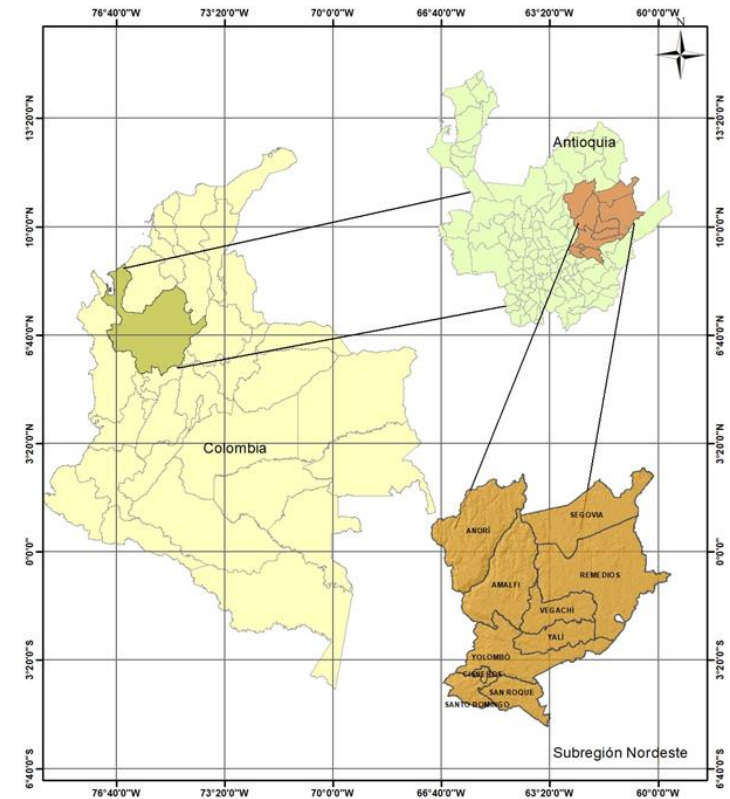 76°40'0"W 73°20'0"W 70°0'0"W 66°40'0"W 63°20'0"W 60°0'0"W
N
13°20'0"N 13°20'0"N
Antioquia
10°0'0"N 10°0'0"N
6°40'0"N 6°40'0"N
3°20'0"N 3°20'0"N
Colombia
SEGOVIA
ANORÍ
0°0'0" 0°0'0"
REMEDIOS
AMALFI
VEGACHÍ
YALÍ
3°20'0"S 3°20'0"S
YOLOMBÓ
CISNEROS
SAN ROQUE
SANTO DOMINGO
Subregión Nordeste
6°40'0"S 6°40'0"S
76°40'0"W 73°20'0"W 70°0'0"W 66°40'0"W 63°20'0"W 60°0'0"W